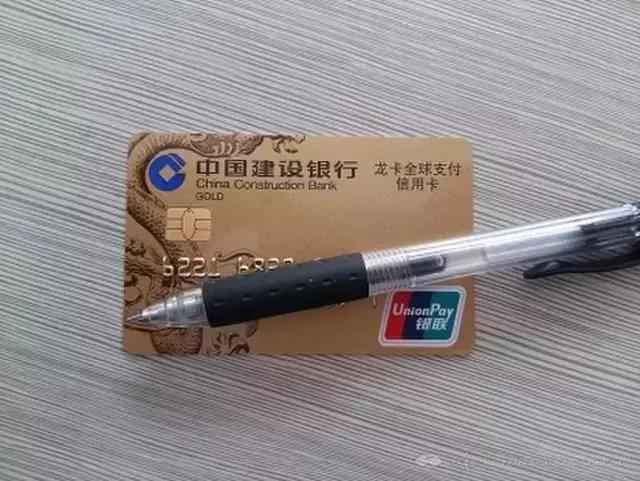 中国建设银行
China Construction Bank
GOLD
龙卡全球支付
信用卡
UnionPay
银联